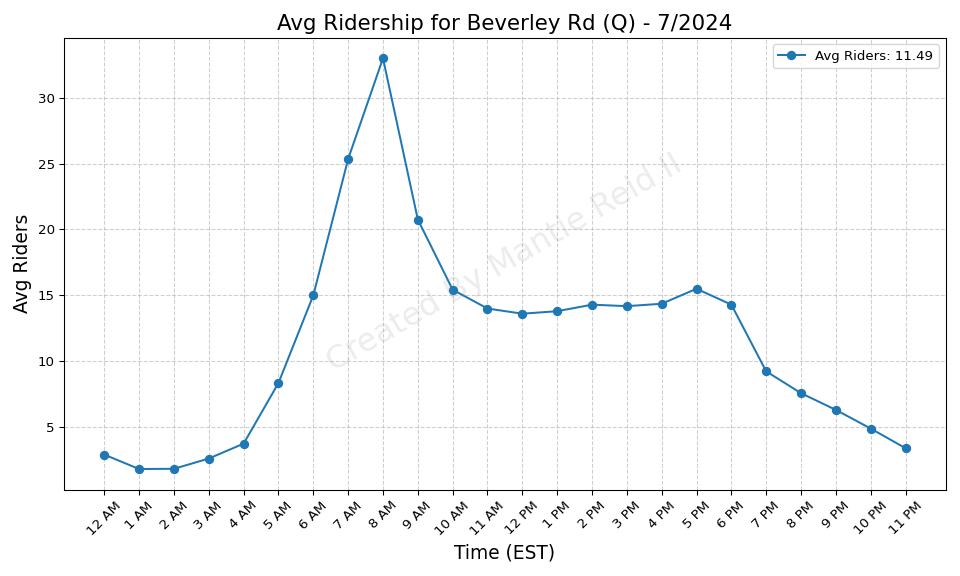 Avg Ridership for Beverley Rd (Q) - 7/2024
Avg Riders: 11.49
Avg Riders
30
25
20
15
10
5
Created By Mantie Reid II
12 AM
1 AM
2 AM
3 AM
4 AM
5 AM
6 AM
7 AM
8 AM
9 AM
10 AM
11 AM
12 PM
1 PM
2 PM
3 PM
4 PM
5 PM
6 PM
7 PM
8 PM
9 PM
10 PM
11 PM
Time (EST)